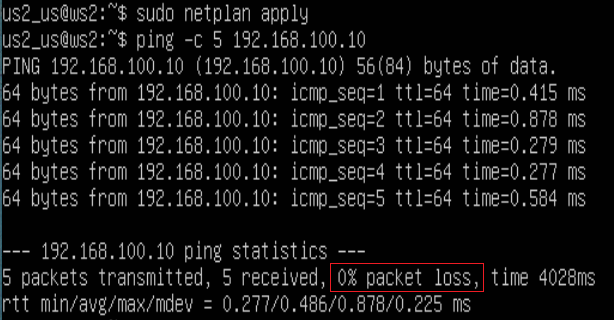 us2_us@ws2:~$ sudo netplan apply
us2_us@ws2:~$ ping -c 5 192.168.100.10
PING 192.168.100.10 (192.168.100.10) 56(84) bytes of data.
64 bytes from 192.168.100.10: icmp_seq=1 ttl=64 time=0.415 ms
64 bytes from 192.168.100.10: icmp_seq=2 ttl=64 time=0.878 ms
64 bytes from 192.168.100.10: icmp_seq=3 ttl=64 time=0.279 ms
64 bytes from 192.168.100.10: icmp_seq=4 ttl=64 time=0.277 ms
64 bytes from 192.168.100.10: icmp_seq=5 ttl=64 time=0.584 ms
--- 192.168.100.10 ping statistics ---
5 packets transmitted, 5 received, 0% packet loss, time 4028ms
rtt min/avg/max/mdev = 0.277/0.486/0.878/0.225 ms